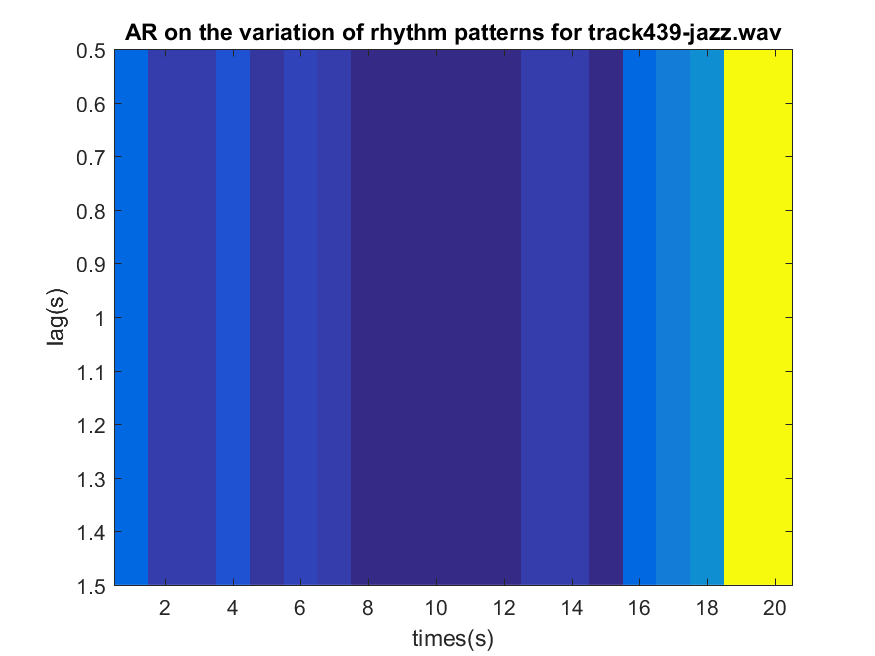 AR on the variation of rhythm patterns for track439-jazz.wav
0.5
0.6
0.7
0.8
0.9
1
1.1
1.2
1.3
1.4
1.5
lag(s)
2 4 6 8 10 12 14 16 18 20
times(s)